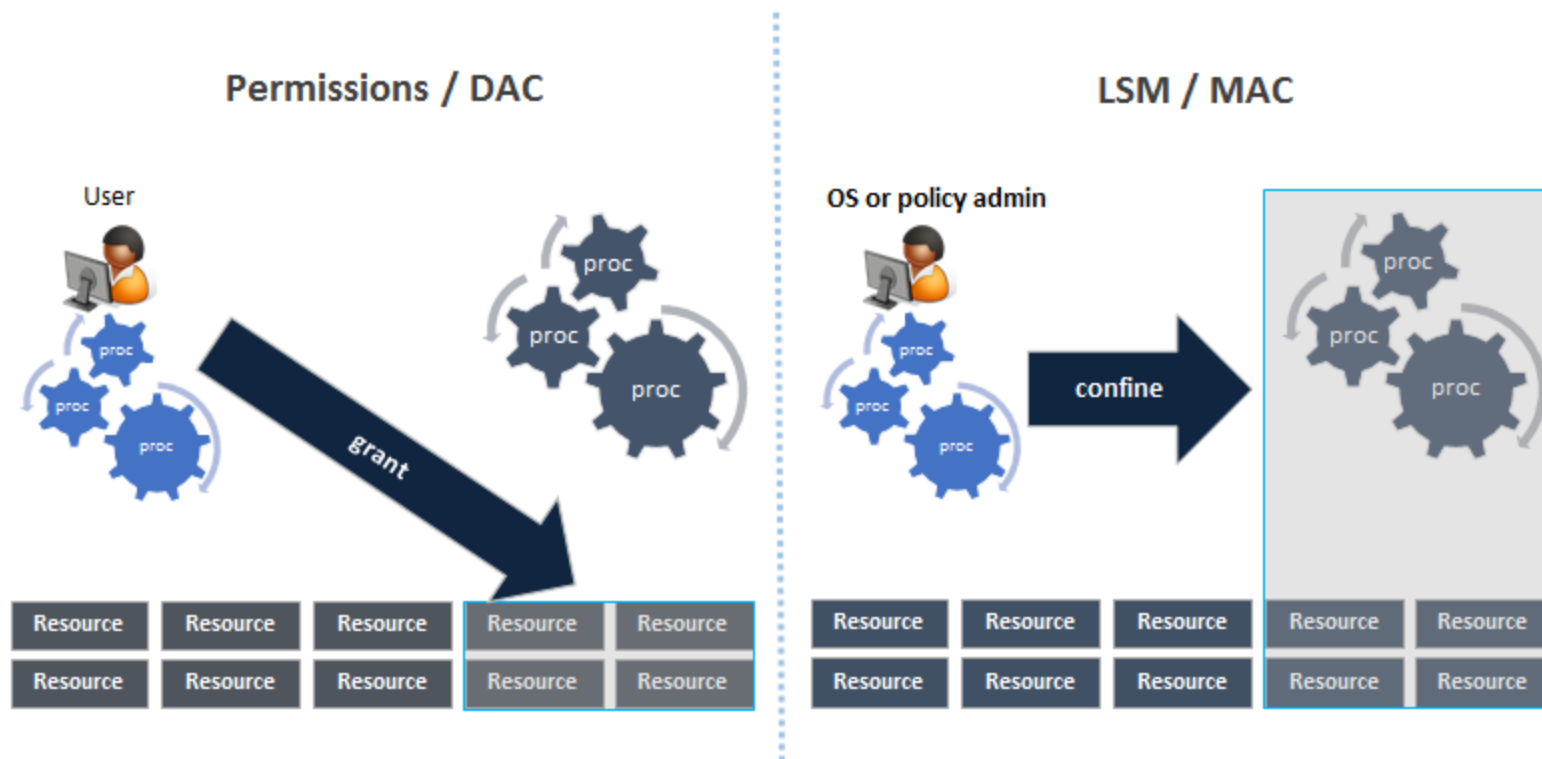 Permissions / DAC
User
proc
proc
proc
proc
proc
proc
grant
Resource Resource Resource Resource Resource
Resource Resource Resource Resource Resource
LSM / MAC
OS or policy admin
proc
proc
proc
confine
proc
proc
proc
Resource Resource Resource Resource Resource
Resource Resource Resource Resource Resource